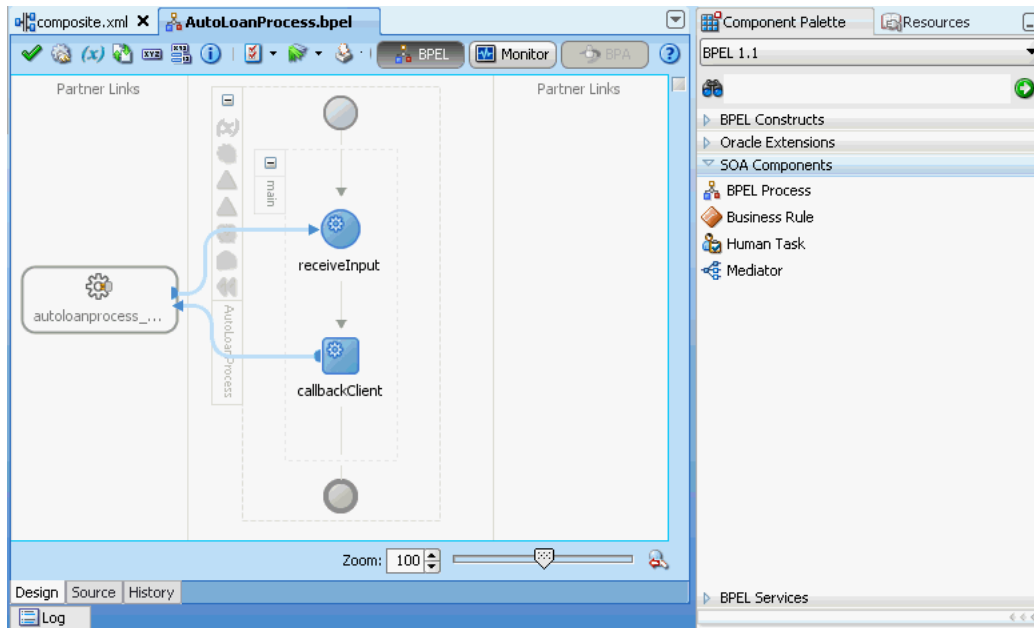 composite.xml
AutoLoanProcess.bpel
Component Palette
Resources
(x)
XYZ
BPEL
Monitor
BPA
BPEL 1.1
Partner Links
Partner Links
(x)
main
receiveInput
autoloanprocess_...
AutoLoanProcess
callbackClient
BPEL Constructs
Oracle Extensions
SOA Components
BPEL Process
Business Rule
Human Task
Mediator
Zoom: 100
Design Source History
BPEL Services
Log